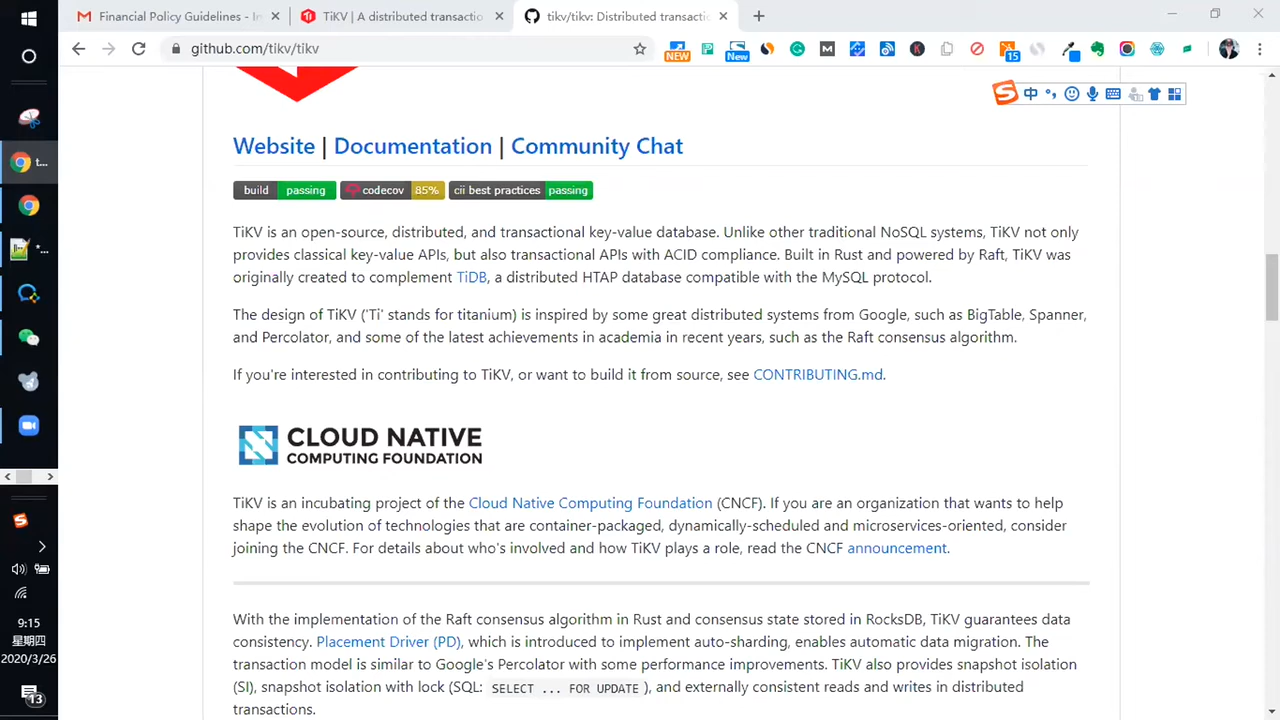 Financial Policy Guidelines - In
TiKV | A distributed transactio
tikv/tikv: Distributed transactio
github.com/tikv/tikv
NEW
New
15
中
Website | Documentation | Community Chat
build passing codecov 85% cii best practices passing
TiKV is an open-source, distributed, and transactional key-value database. Unlike other traditional NoSQL systems, TiKV not only
provides classical key-value APIs, but also transactional APIs with ACID compliance. Built in Rust and powered by Raft, TiKV was
originally created to complement TiDB, a distributed HTAP database compatible with the MySQL protocol.
The design of TiKV ('Ti' stands for titanium) is inspired by some great distributed systems from Google, such as BigTable, Spanner,
and Percolator, and some of the latest achievements in academia in recent years, such as the Raft consensus algorithm.
If you're interested in contributing to TiKV, or want to build it from source, see CONTRIBUTING.md.
CLOUD NATIVE
COMPUTING FOUNDATION
TiKV is an incubating project of the Cloud Native Computing Foundation (CNCF). If you are an organization that wants to help
shape the evolution of technologies that are container-packaged, dynamically-scheduled and microservices-oriented, consider
joining the CNCF. For details about who's involved and how TiKV plays a role, read the CNCF announcement.
With the implementation of the Raft consensus algorithm in Rust and consensus state stored in RocksDB, TiKV guarantees data
consistency. Placement Driver (PD), which is introduced to implement auto-sharding, enables automatic data migration. The
transaction model is similar to Google's Percolator with some performance improvements. TiKV also provides snapshot isolation
(SI), snapshot isolation with lock (SQL: SELECT ... FOR UPDATE ), and externally consistent reads and writes in distributed
transactions.
t...
9:15
星期四
2020/3/26
13